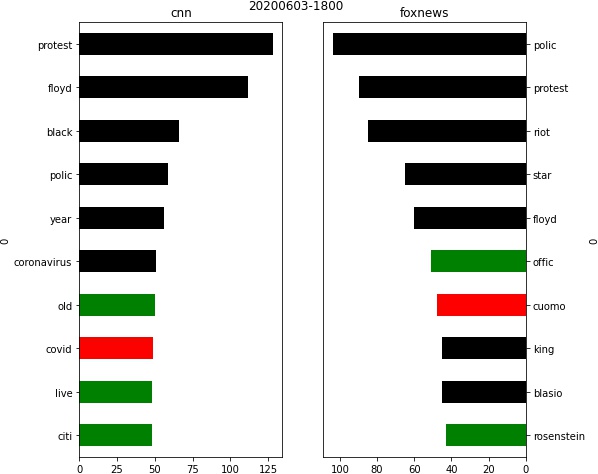 20200603-1800
cnn
foxnews
protest
floyd
black
polic
year
coronavirus
old
covid
live
citi
0
0 25 50 75 100 125
polic
protest
riot
star
floyd
offic
cuomo
king
blasio
rosenstein
0
100 80 60 40 20 0